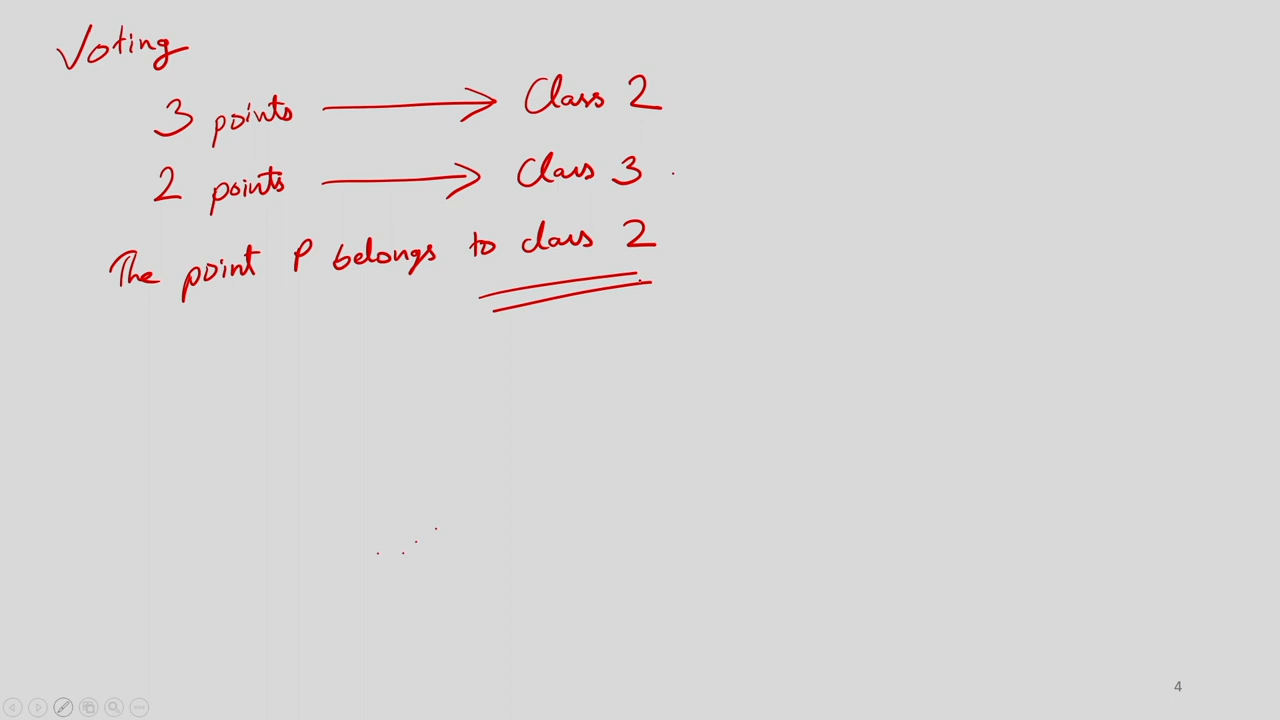 Voting
3 points → Class 2
2 points → Class 3
The point P belongs to class 2
4